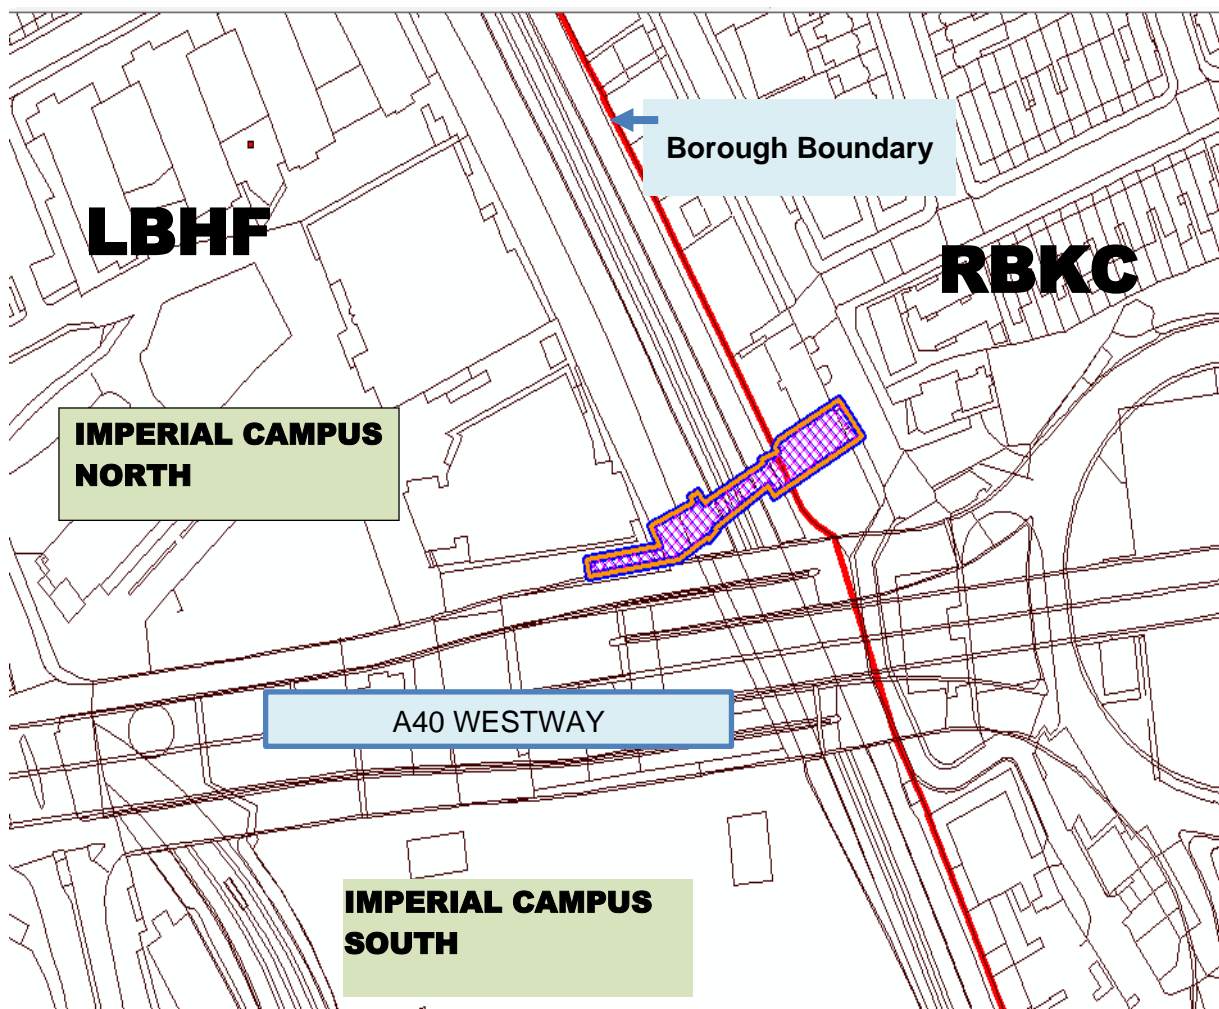 Borough Boundary
LBHF
RBKC
IMPERIAL CAMPUS
NORTH
A40 WESTWAY
IMPERIAL CAMPUS
SOUTH